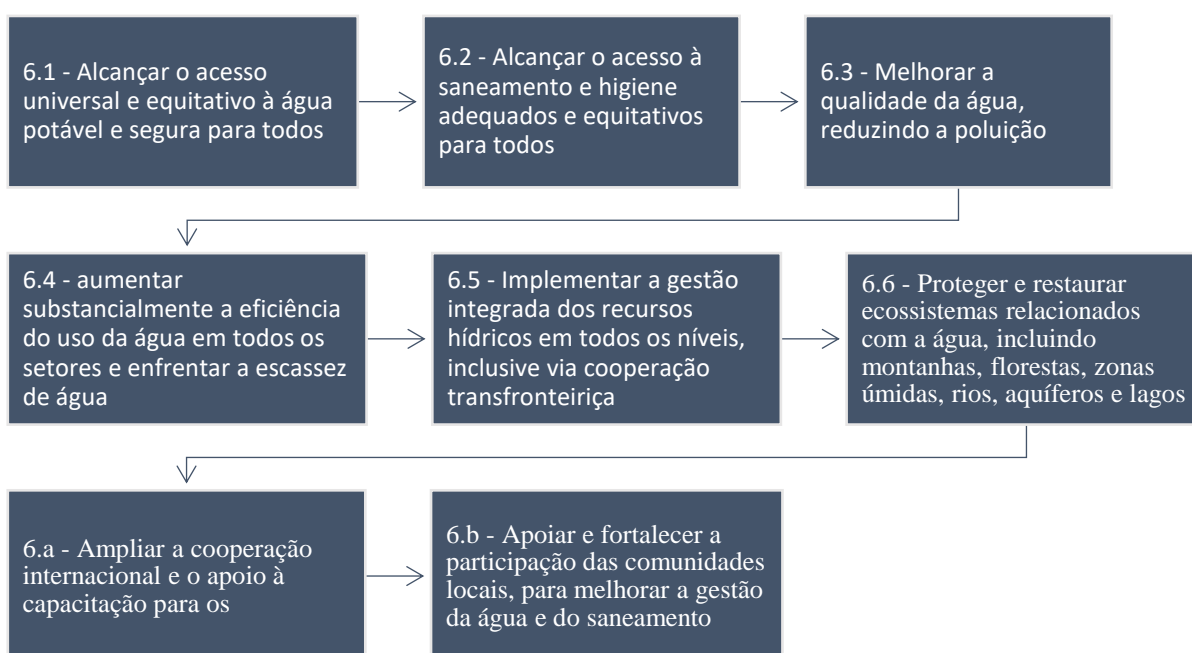 6.1 - Alcançar o acesso
universal e equitativo à água
potável e segura para todos
6.2 - Alcançar o acesso à
saneamento e higiene
adequados e equitativos
para todos
6.3 - Melhorar a
qualidade da água,
reduzindo a poluição
6.4 - aumentar
substancialmente a eficiência
do uso da água em todos os
setores e enfrentar a escassez
de água
6.5 - Implementar a gestão
integrada dos recursos
hídricos em todos os níveis,
inclusive via cooperação
transfronteiriça
6.6 - Proteger e restaurar
ecossistemas relacionados
com a água, incluindo
montanhas, florestas, zonas
úmidas, rios, aquíferos e lagos
6.a - Ampliar a cooperação
internacional e o apoio à
capacitação para os
6.b - Apoiar e fortalecer a
participação das comunidades
locais, para melhorar a gestão
da água e do saneamento